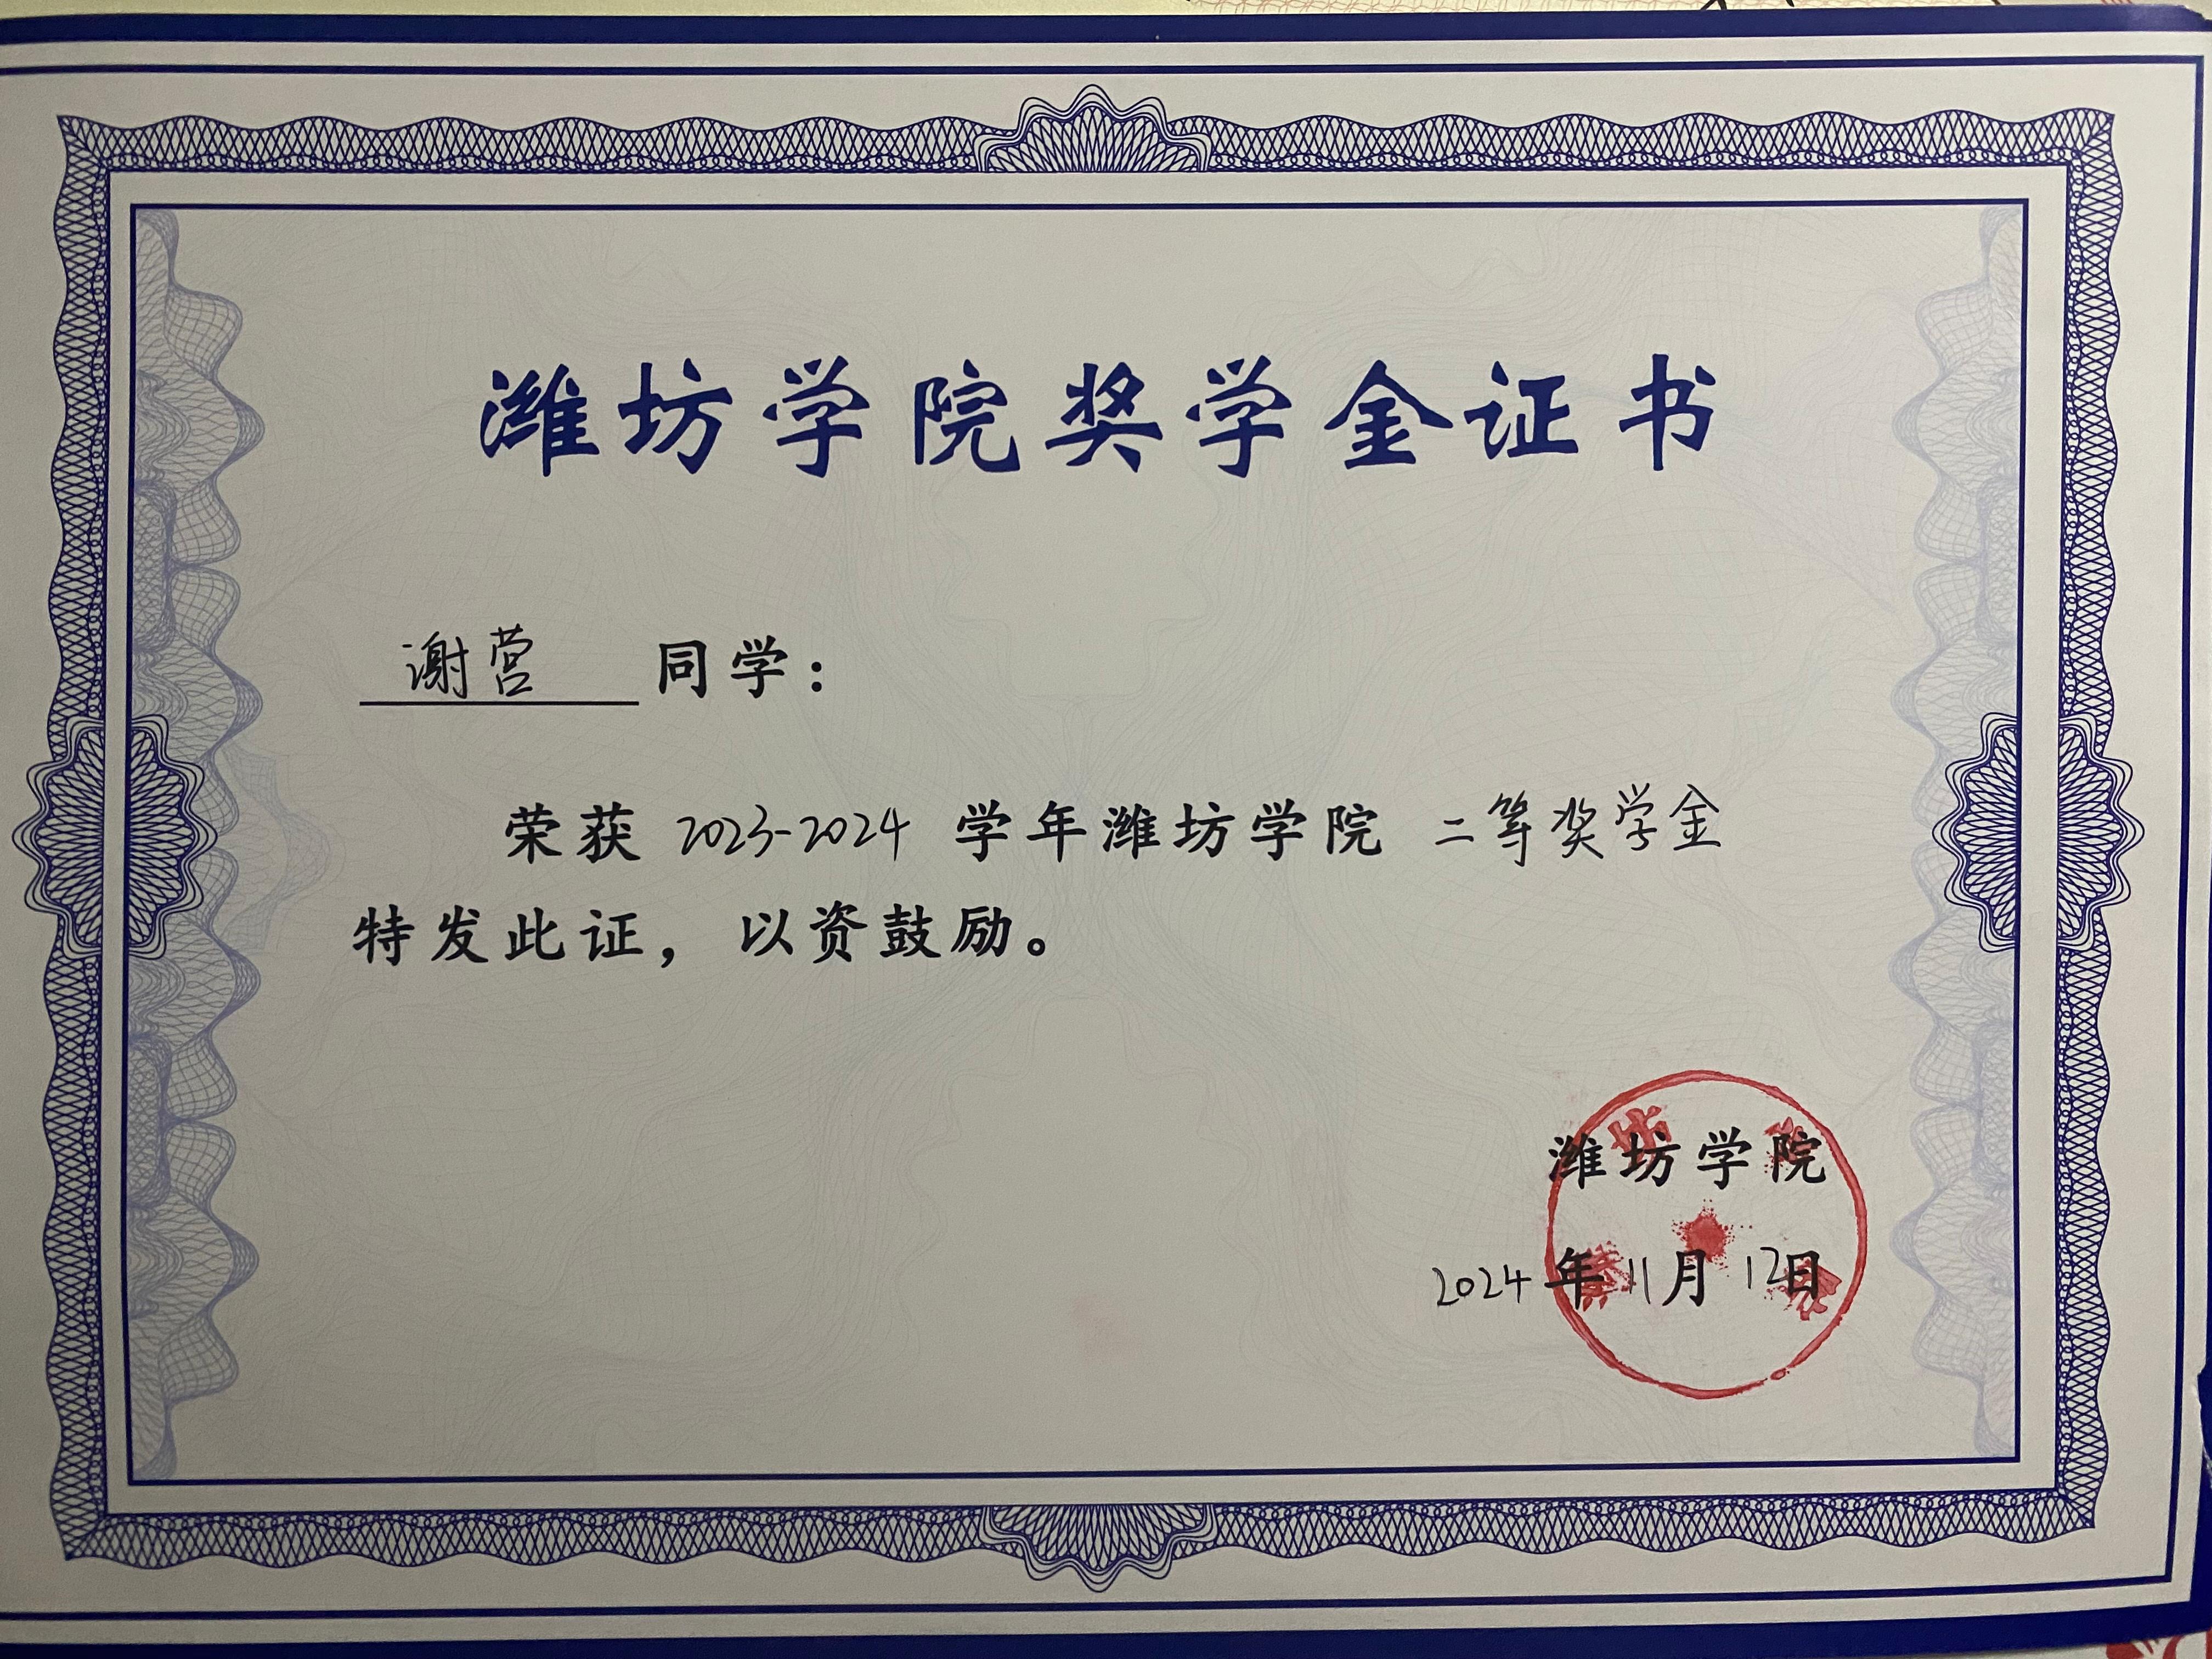 潍坊学院奖学金证书
谢营 同学：
荣获 2023-2024 学年潍坊学院 二等奖学金
特发此证，以资鼓励。
潍坊学院
2024年11月12日